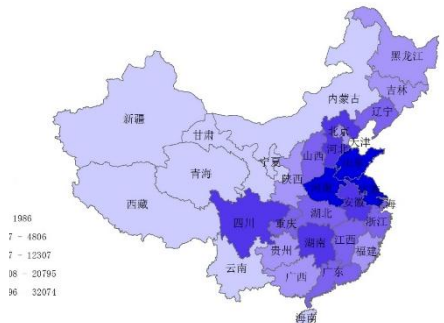 黑龙江
吉林
辽宁
内蒙古
新疆
甘肃
北京
天津
河北
山西
宁夏
青海
陕西
西藏
四川
重庆
湖北
安徽
浙江
湖南
江西
贵州
福建
云南
广西
广东
海南
1986
7 - 4806
7 - 12307
08 - 20795
96 32074